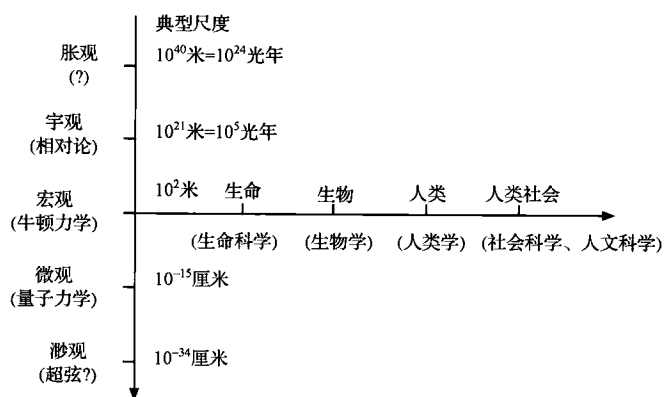 典型尺度
胀观
(?)
10⁴⁰米=10²⁴光年
宇观
(相对论)
10²¹米=10⁵光年
宏观
(牛顿力学)
10²米 生命 生物 人类 人类社会
(生命科学) (生物学) (人类学) (社会科学、人文科学)
微观
(量子力学)
10⁻¹⁵厘米
渺观
(超弦?)
10⁻³⁴厘米